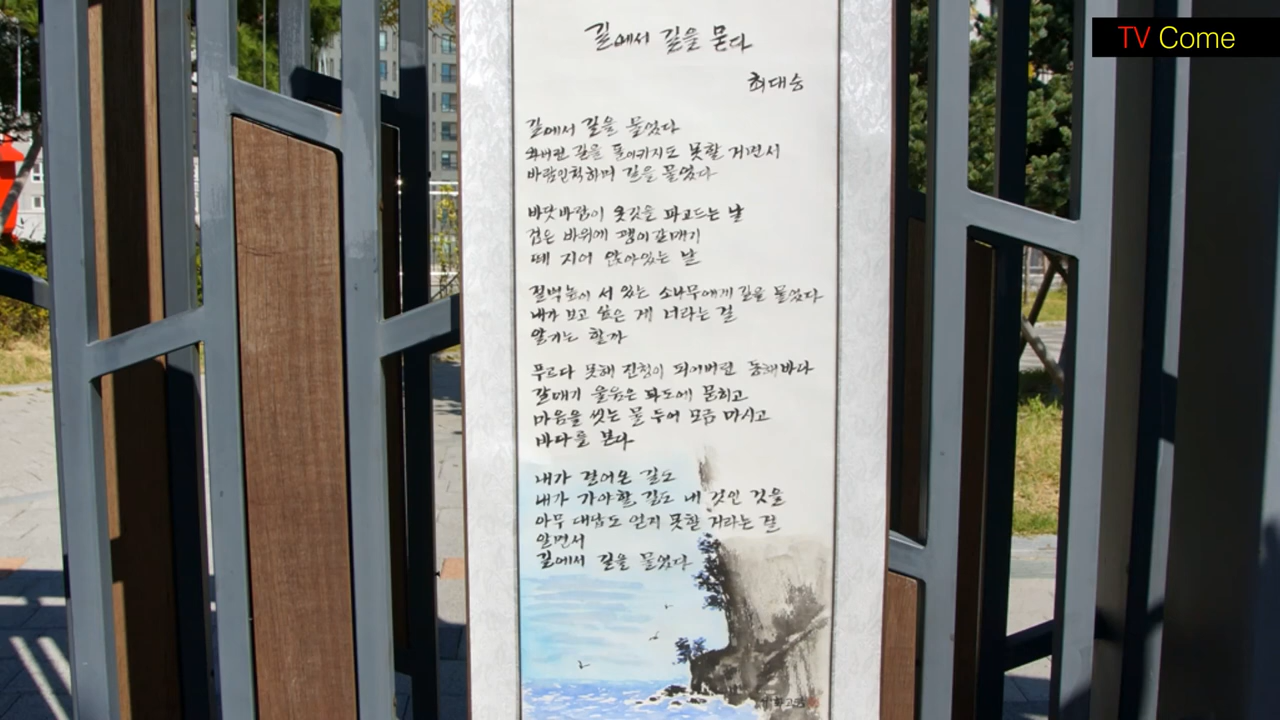 TV Come
길에서 길을 묻다
최대승
길에서 길을 물었다
와버린 길을 돌이키지도 못할 거면서
바람인척하며 길을 물었다
바닷바람이 옷깃을 파고드는 날
검은 바위에 괭이갈매기
떼 지어 앉아있는 날
절벽 높이 서 있는 소나무에게 길을 물었다
내가 보고 싶은 게 너라는 걸
알기는 할까
푸르다 못해 진청이 되어버린 동해바다
갈매기 울음은 파도에 묻히고
마음을 씻는 물 두어 모금 마시고
바다를 본다
내가 걸어온 길도
내가 가야할 길도 내 것인 것을
아무 대답도 얻지 못할 거라는 걸
알면서
길에서 길을 물었다